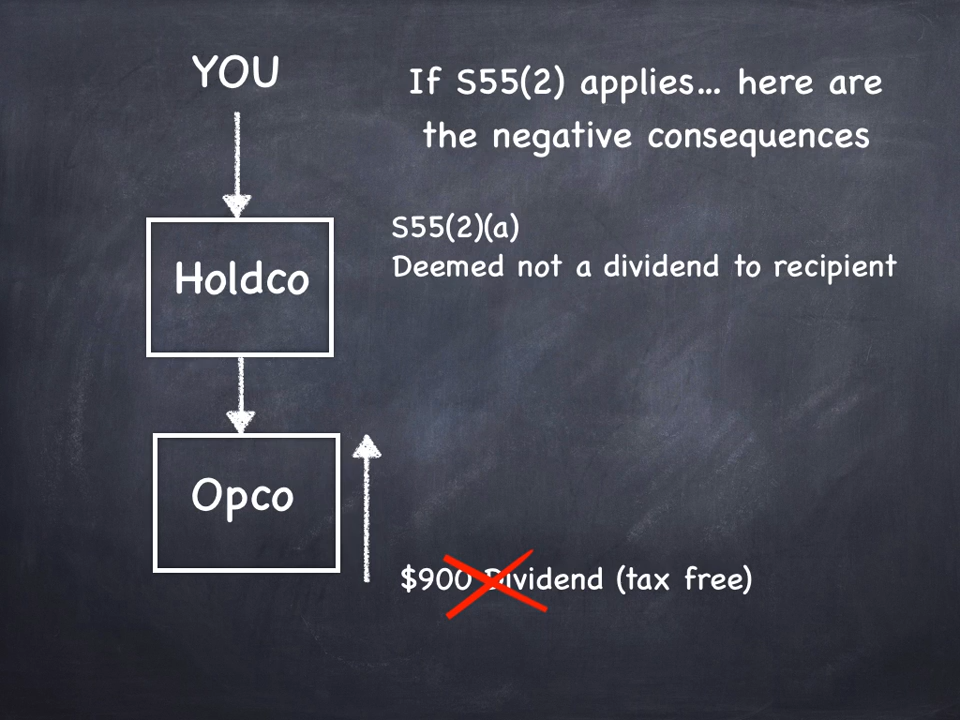 YOU
If S55(2) applies... here are
the negative consequences
S55(2)(a)
Deemed not a dividend to recipient
Holdco
Opco
$900 Dividend (tax free)